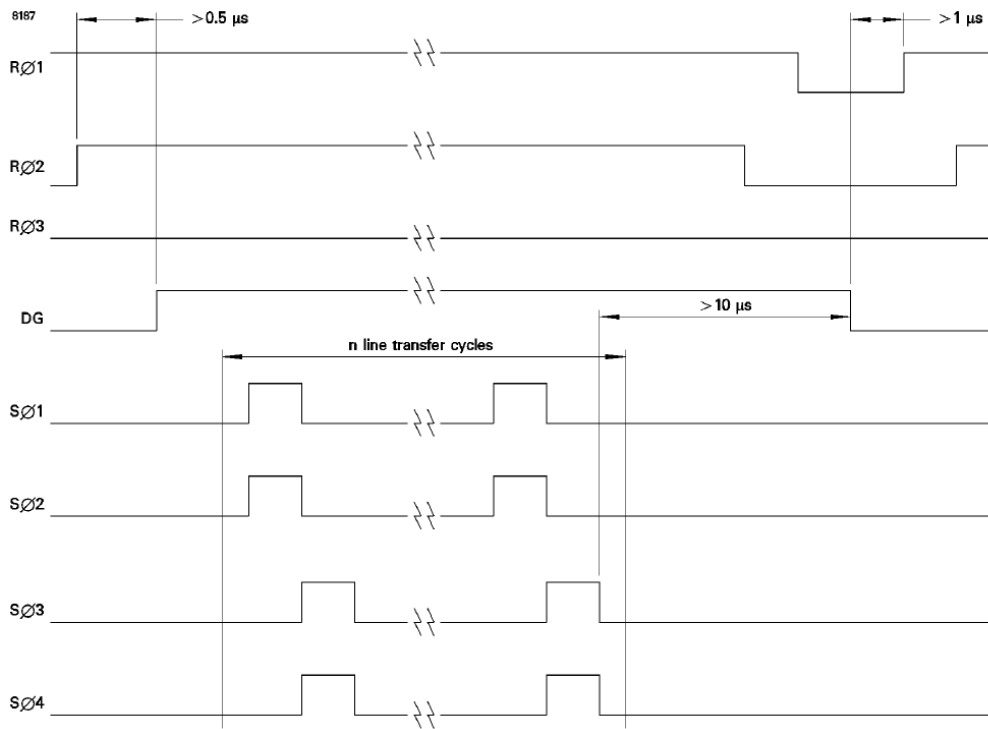 8187
>0.5 µs
>1 µs
RØ1
RØ2
RØ3
DG
>10 µs
n line transfer cycles
SØ1
SØ2
SØ3
SØ4